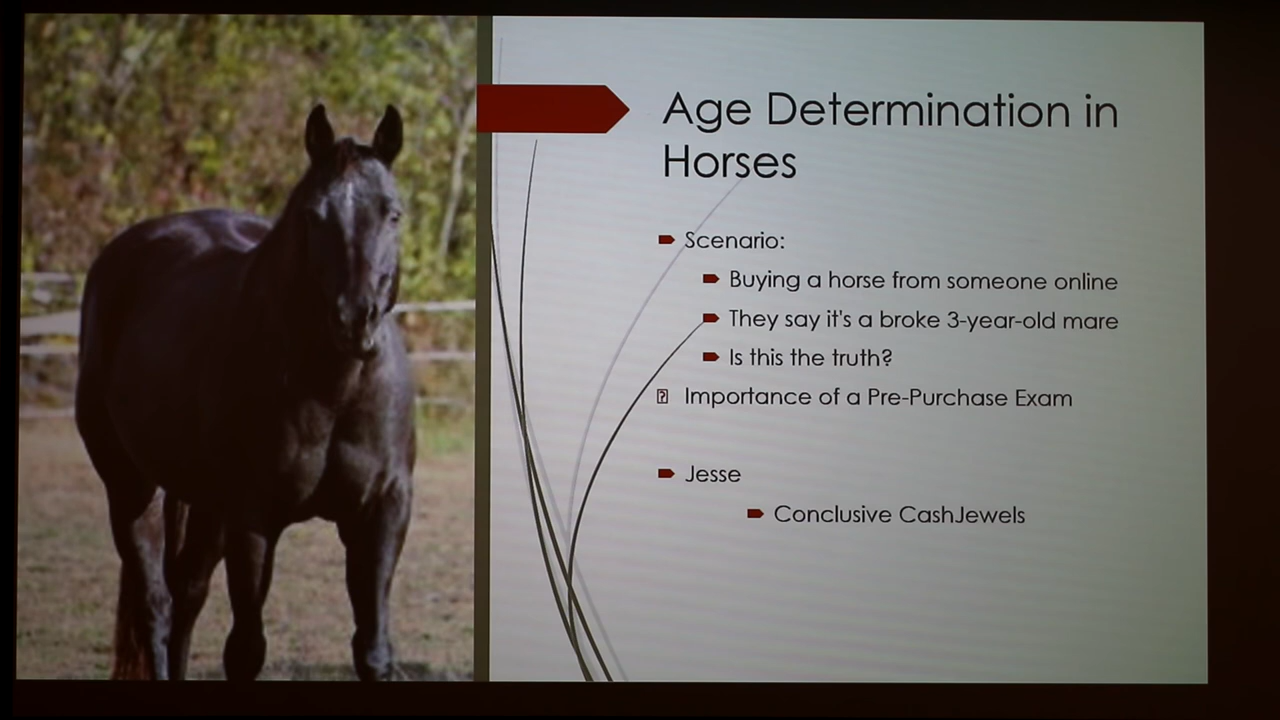 Age Determination in
Horses
Scenario:
Buying a horse from someone online
They say it's a broke 3-year-old mare
Is this the truth?
Importance of a Pre-Purchase Exam
Jesse
Conclusive CashJewels